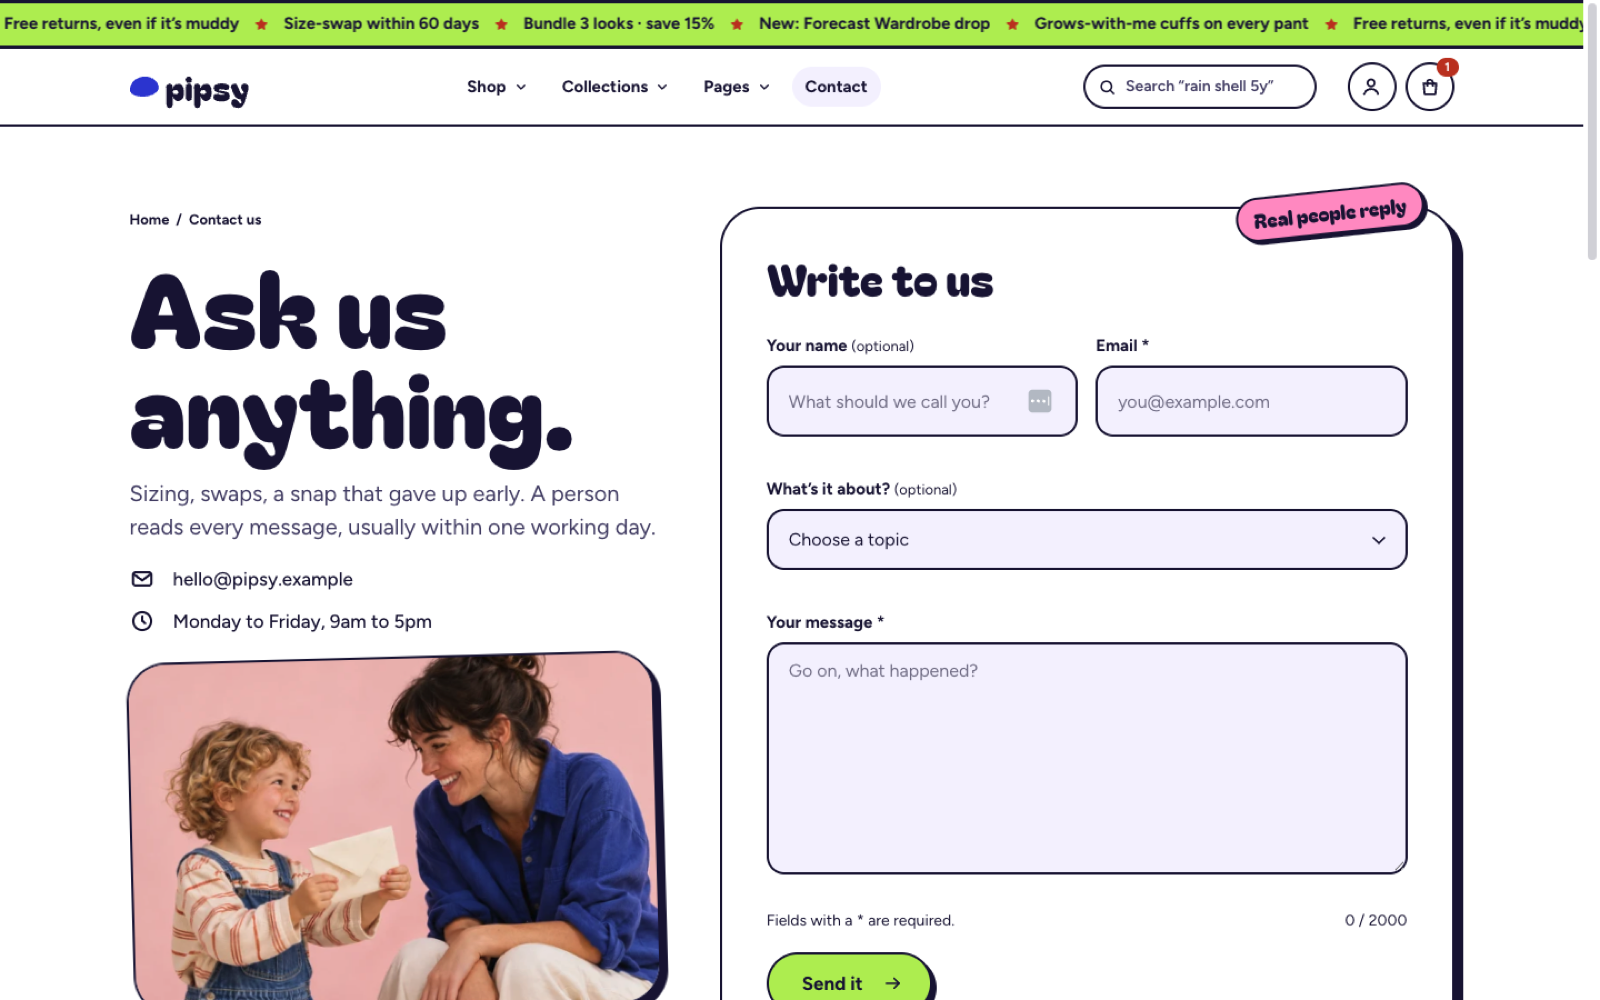 Free returns, even if it's muddy ★ Size-swap within 60 days ★ Bundle 3 looks · save 15% ★ New: Forecast Wardrobe drop ★ Grows-with-me cuffs on every pant ★ Free returns, even if it's muddy
pipsy
Shop
Collections
Pages
Contact
Search “rain shell 5y”
1
Home / Contact us
Ask us
anything.
Sizing, swaps, a snap that gave up early. A person
reads every message, usually within one working day.
hello@pipsy.example
Monday to Friday, 9am to 5pm
Real people reply
Write to us
Your name (optional)
What should we call you?
Email *
you@example.com
What's it about? (optional)
Choose a topic
Your message *
Go on, what happened?
Fields with a * are required.
0 / 2000
Send it →